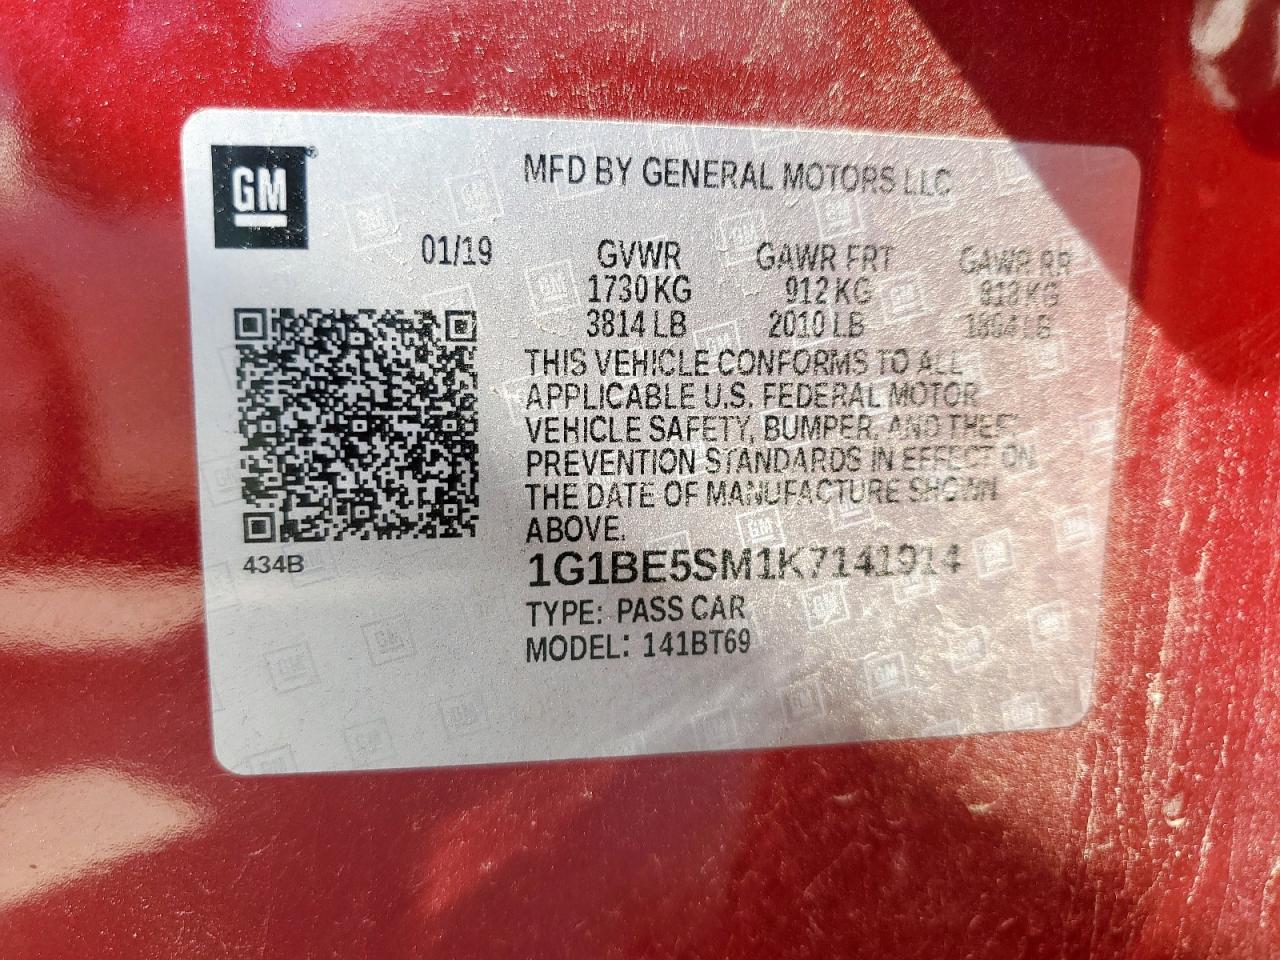 GM
MFD BY GENERAL MOTORS LLC
01/19 GVWR GAWR FRT GAWR RR
1730 KG 912 KG 818 KG
3814 LB 2010 LB 1804 LB
THIS VEHICLE CONFORMS TO ALL
APPLICABLE U.S. FEDERAL MOTOR
VEHICLE SAFETY, BUMPER, AND THEFT
PREVENTION STANDARDS IN EFFECT ON
THE DATE OF MANUFACTURE SHOWN
ABOVE.
434B
1G1BE5SM1K7141914
TYPE: PASS CAR
MODEL: 141BT69